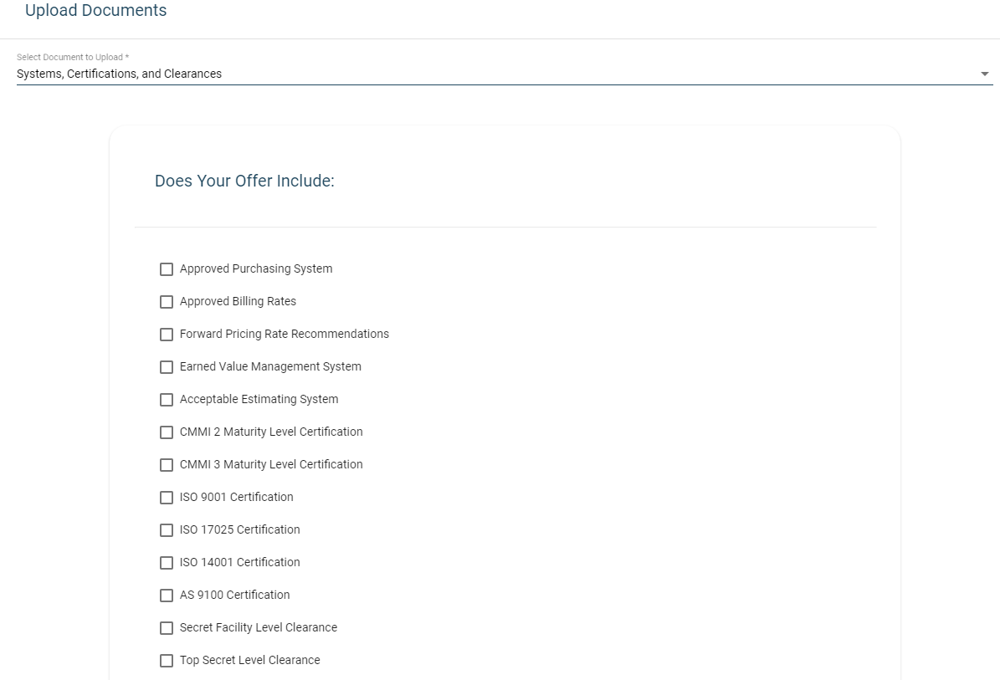 Upload Documents
Select Document to Upload *
Systems, Certifications, and Clearances
Does Your Offer Include:
Approved Purchasing System
Approved Billing Rates
Forward Pricing Rate Recommendations
Earned Value Management System
Acceptable Estimating System
CMMI 2 Maturity Level Certification
CMMI 3 Maturity Level Certification
ISO 9001 Certification
ISO 17025 Certification
ISO 14001 Certification
AS 9100 Certification
Secret Facility Level Clearance
Top Secret Level Clearance